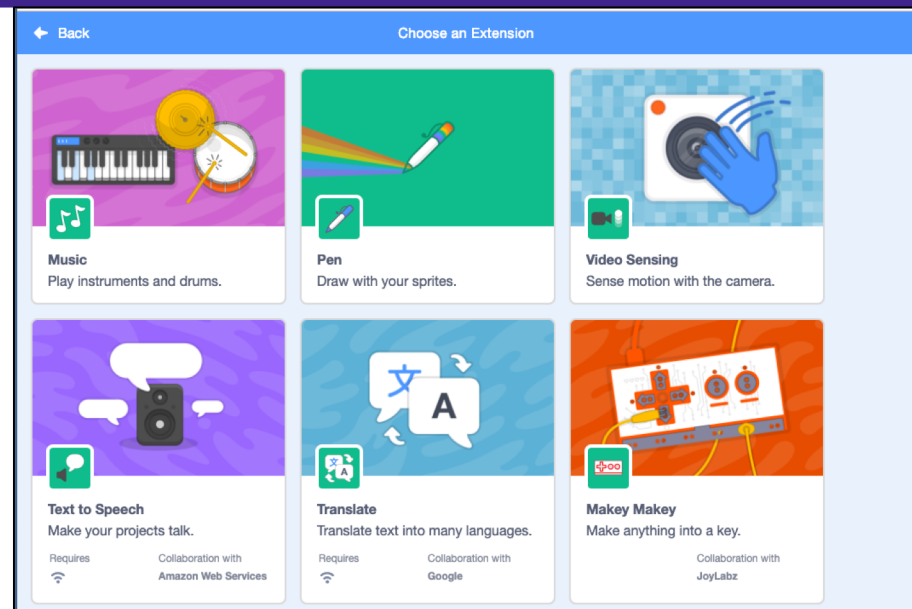 Back
Choose an Extension
Music
Play instruments and drums.
Pen
Draw with your sprites.
Video Sensing
Sense motion with the camera.
文
A
文
A
Text to Speech
Make your projects talk.
Requires
Collaboration with
Amazon Web Services
Translate
Translate text into many languages.
Requires
Collaboration with
Google
Makey Makey
Make anything into a key.
Collaboration with
JoyLabz